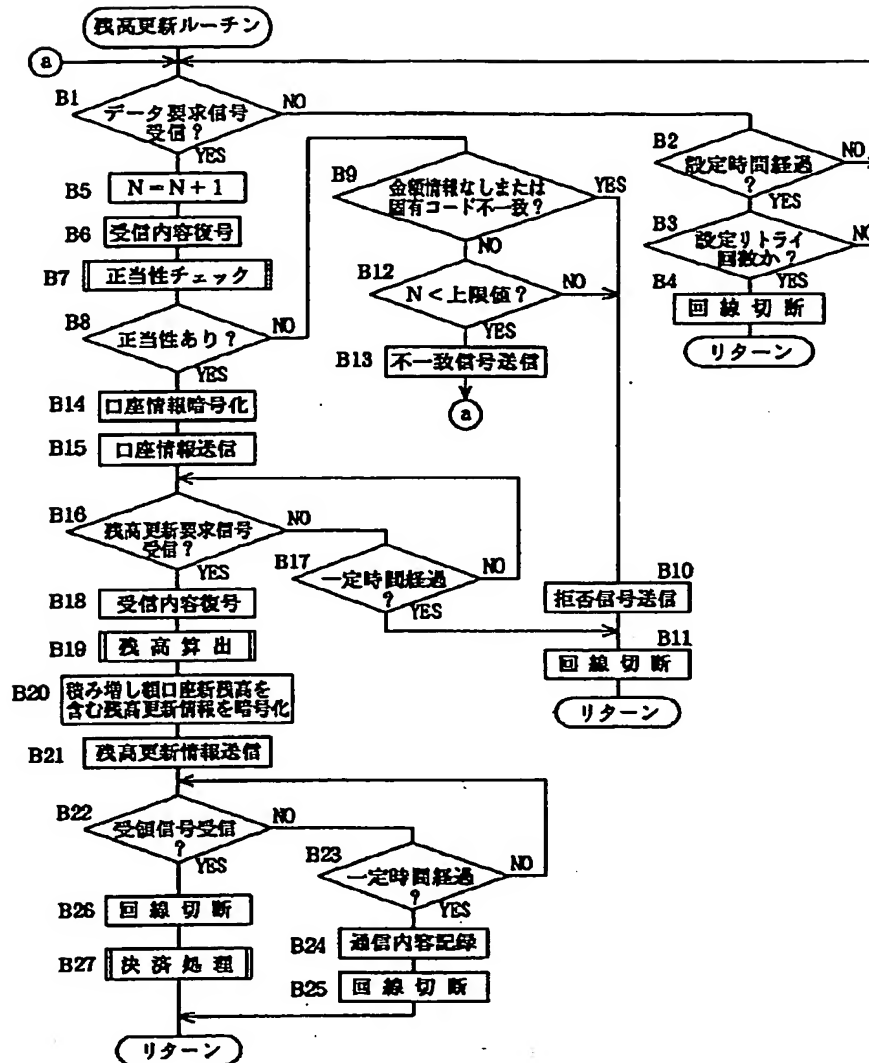 残高更新ルーチン
a
B1
データ要求信号
受信？
NO
YES
B2
設定時間経過
？
NO
YES
B3
設定リトライ
回数か？
NO
YES
B4
回線切断
リターン
B5
N＝N＋1
B6
受信内容復号
B7
正当性チェック
B8
正当性あり？
NO
YES
B9
金額情報なしまたは
固有コード不一致？
YES
NO
B12
N＜上限値？
NO
YES
B13
不一致信号送信
a
B14
口座情報暗号化
B15
口座情報送信
B16
残高更新要求信号
受信？
NO
YES
B17
一定時間経過
？
NO
YES
B10
拒否信号送信
B11
回線切断
リターン
B18
受信内容復号
B19
残高算出
B20
積み増し額口座新残高を
含む残高更新情報を暗号化
B21
残高更新情報送信
B22
受領信号受信
？
NO
YES
B23
一定時間経過
？
NO
YES
B24
通信内容記録
B25
回線切断
B26
回線切断
B27
決済処理
リターン